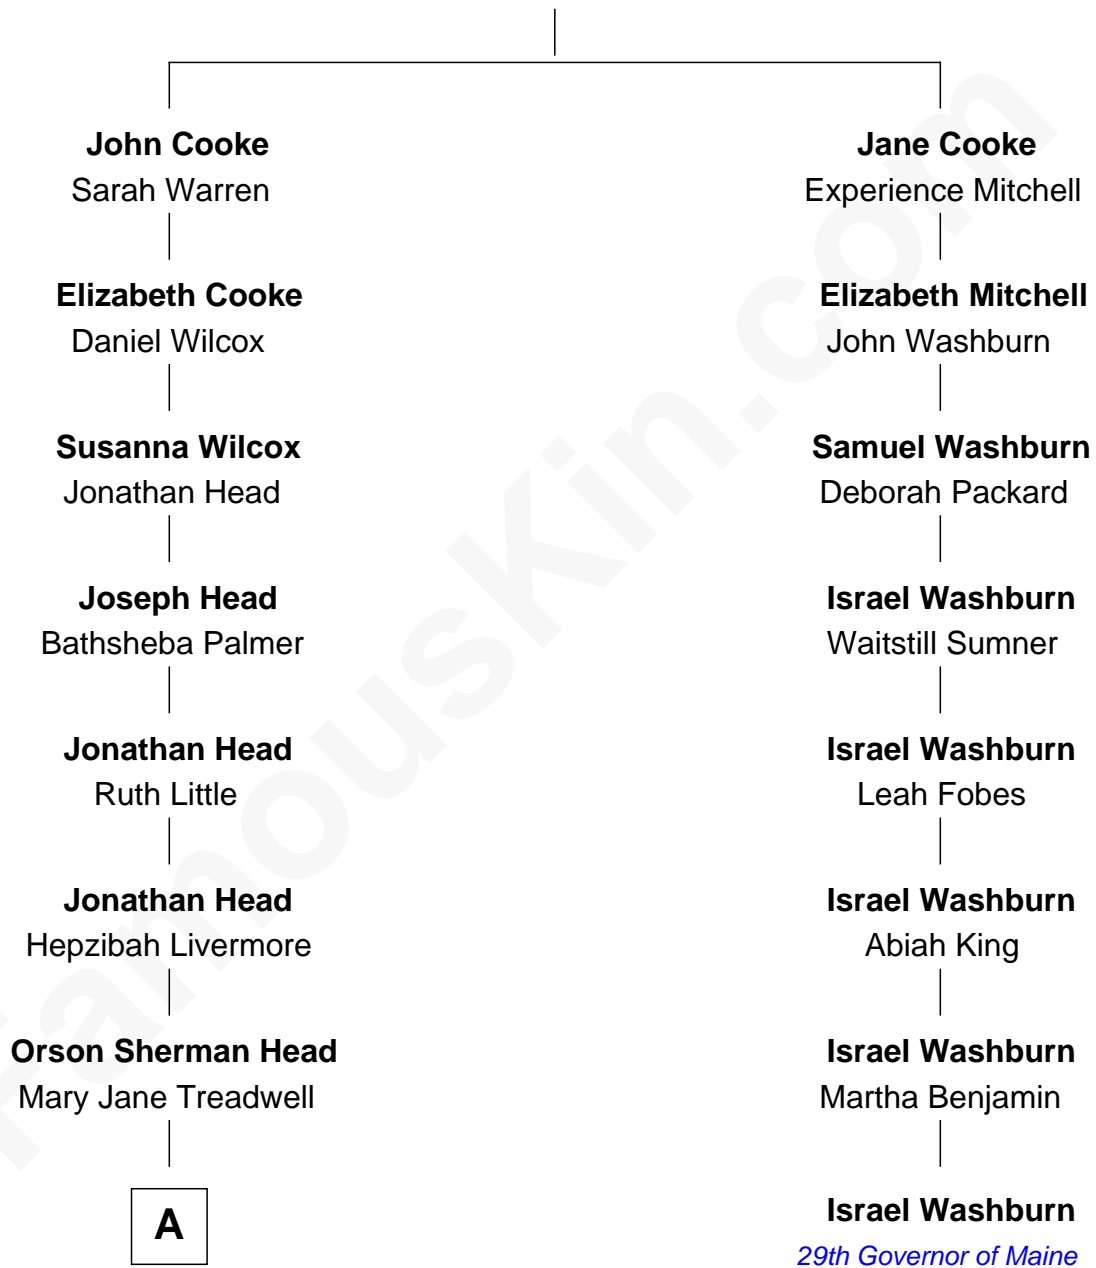 John Cooke
Sarah Warren
Jane Cooke
Experience Mitchell
Elizabeth Cooke
Daniel Wilcox
Elizabeth Mitchell
John Washburn
Susanna Wilcox
Jonathan Head
Samuel Washburn
Deborah Packard
Joseph Head
Bathsheba Palmer
Israel Washburn
Waitstill Sumner
Jonathan Head
Ruth Little
Israel Washburn
Leah Fobes
Jonathan Head
Hepzibah Livermore
Israel Washburn
Abiah King
Orson Sherman Head
Mary Jane Treadwell
Israel Washburn
Martha Benjamin
A
Israel Washburn
29th Governor of Maine
FamousKin.com